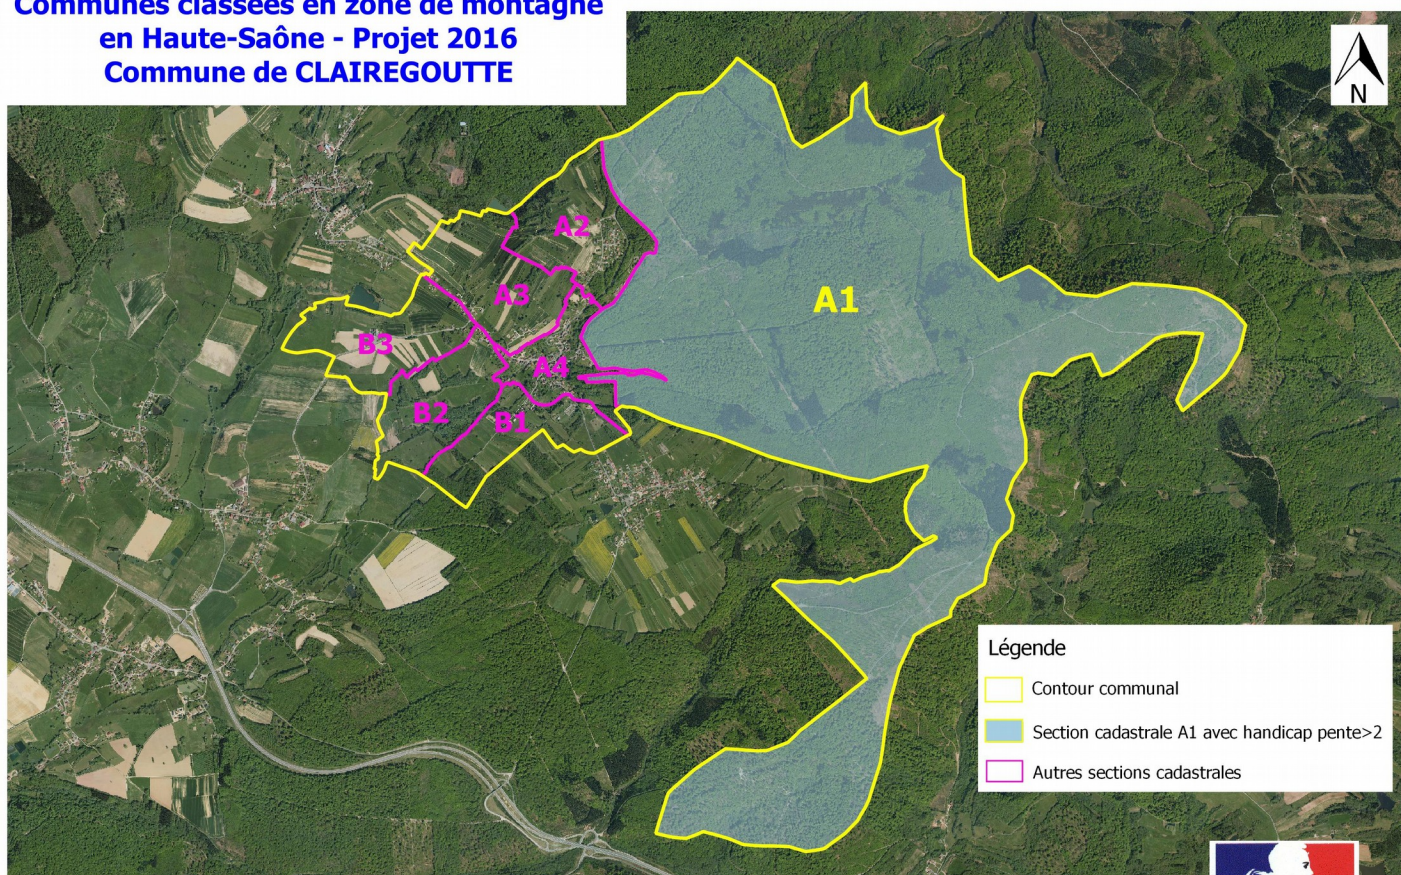 Communes classées en zone de montagne
en Haute-Saône - Projet 2016
Commune de CLAIREGOUTTE
N
A2
A3
A1
B3
A4
B2
B1
Légende
Contour communal
Section cadastrale A1 avec handicap pente>2
Autres sections cadastrales